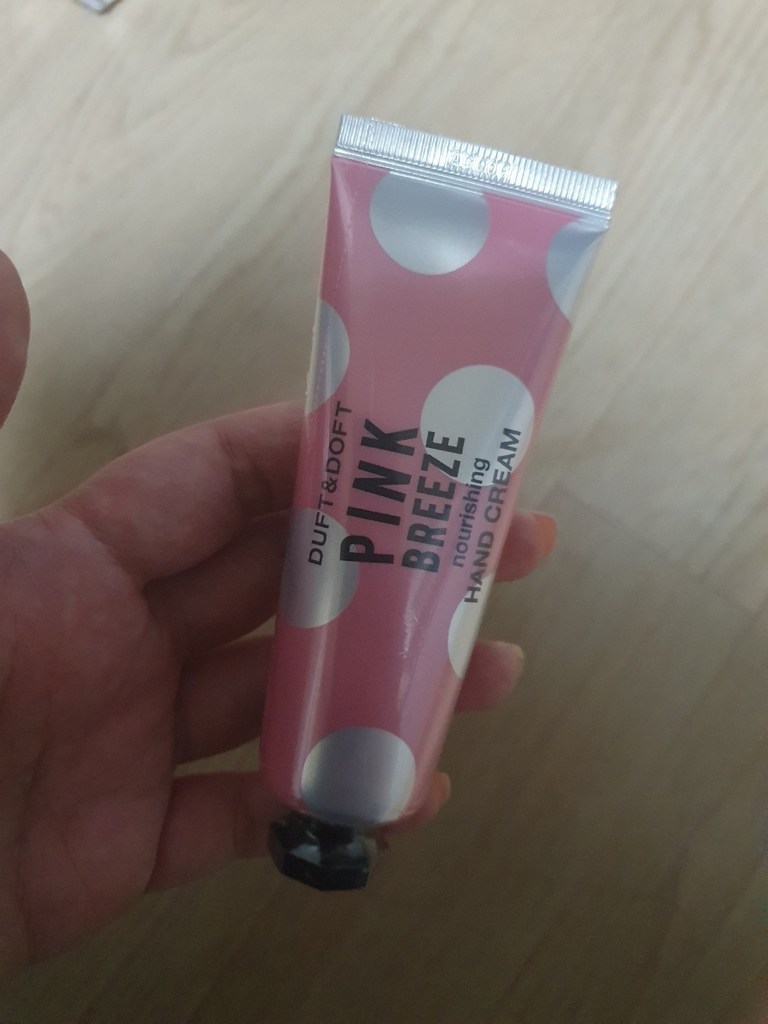 DUFT&DOFT
PINK
BREEZE
nourishing
HAND CREAM